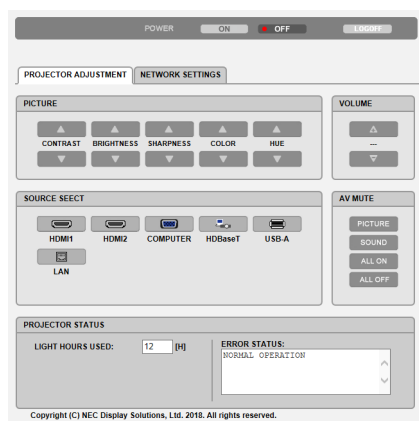 POWER ON OFF LOGOFF
PROJECTOR ADJUSTMENT NETWORK SETTINGS
PICTURE
CONTRAST BRIGHTNESS SHARPNESS COLOR HUE
VOLUME
---
SOURCE SEECT
HDMI1 HDMI2 COMPUTER HDBaseT USB-A
LAN
AV MUTE
PICTURE
SOUND
ALL ON
ALL OFF
PROJECTOR STATUS
LIGHT HOURS USED: 12 [H]
ERROR STATUS:
NORMAL OPERATION
Copyright (C) NEC Display Solutions, Ltd. 2018. All rights reserved.